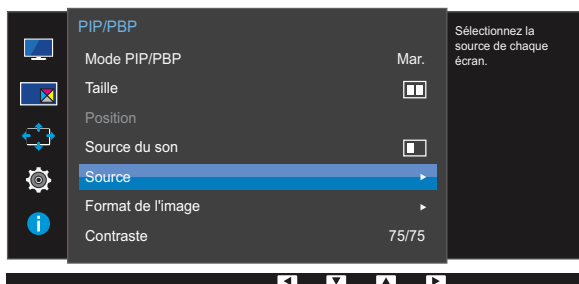 PIP/PBP
Mode PIP/PBP Mar.
Taille
Position
Source du son
Source
Format de l'image
Contraste 75/75
Sélectionnez la
source de chaque
écran.